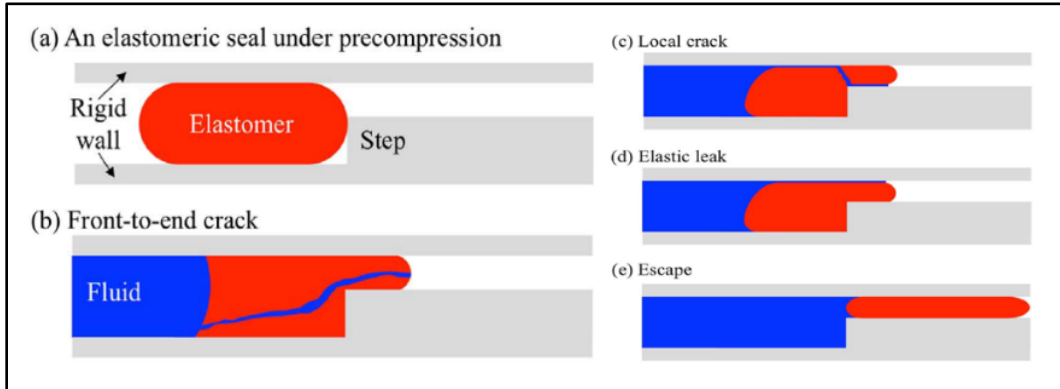 (a) An elastomeric seal under precompression
Rigid
wall
Elastomer
Step
(b) Front-to-end crack
Fluid
(c) Local crack
(d) Elastic leak
(e) Escape